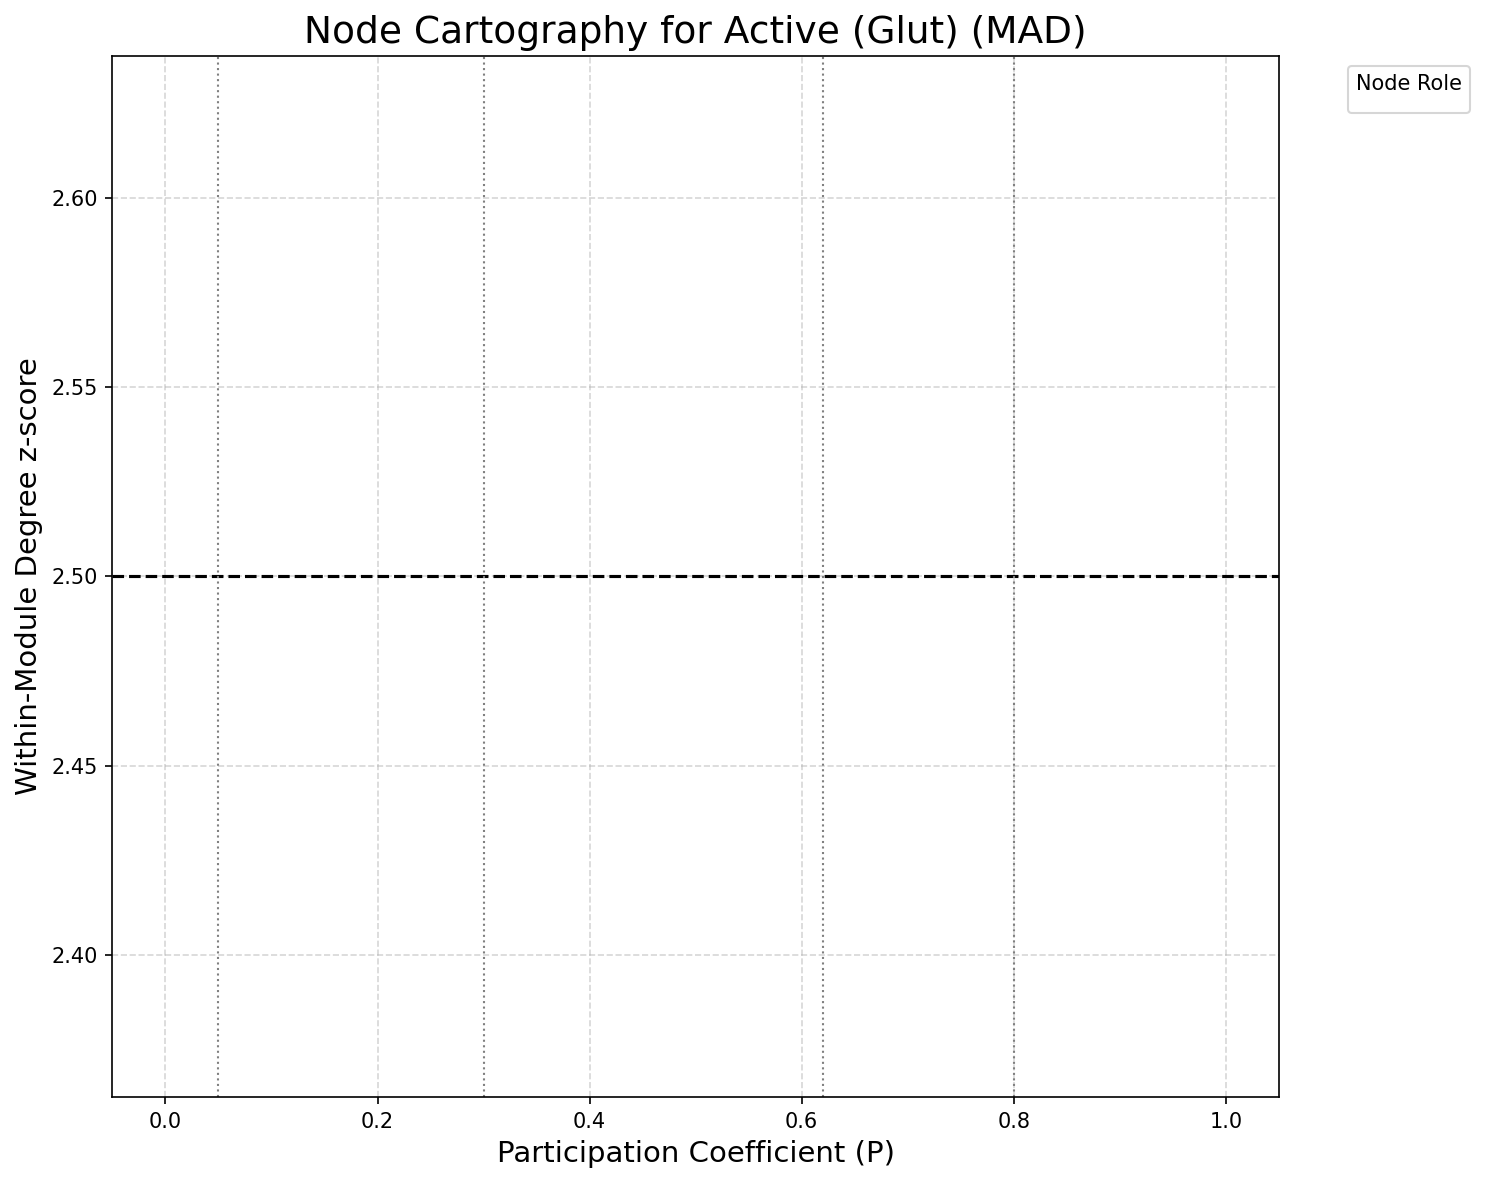 Node Cartography for Active (Glut) (MAD)
Node Role
2.60
2.55
2.50
2.45
2.40
Within-Module Degree z-score
0.0 0.2 0.4 0.6 0.8 1.0
Participation Coefficient (P)